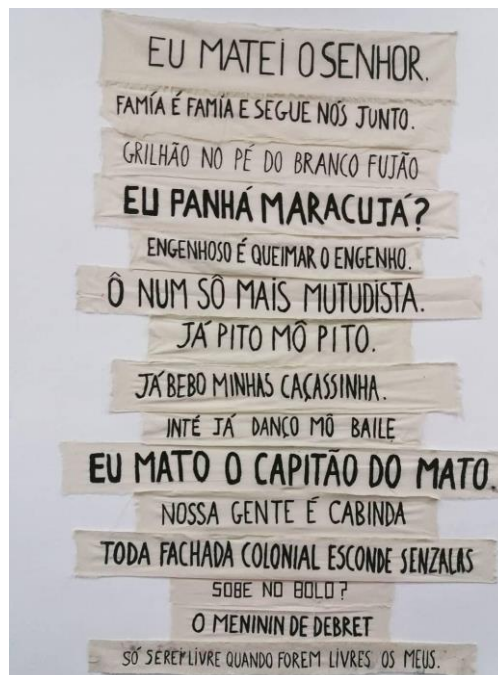 EU MATEI O SENHOR.
FAMÍA É FAMIA E SEGUE NÓS JUNTO.
GRILHÃO NO PÉ DO BRANCO FUJÃO
EU PANHÁ MARACUJÁ?
ENGENHOSO É QUEIMAR O ENGENHO.
Ô NUM SÔ MAIS MUTUDISTA.
JÁ PITO MÔ PITO.
JÁ BEBO MINHAS CAÇASSINHA.
INTÉ JÁ DANÇO MÔ BAILE
EU MATO O CAPITÃO DO MATO.
NOSSA GENTE É CABINDA
TODA FACHADA COLONIAL ESCONDE SENZALAS
SOBE NO BOLO?
O MENININ DE DEBRET
SÓ SEREI LIVRE QUANDO FOREM LIVRES OS MEUS.